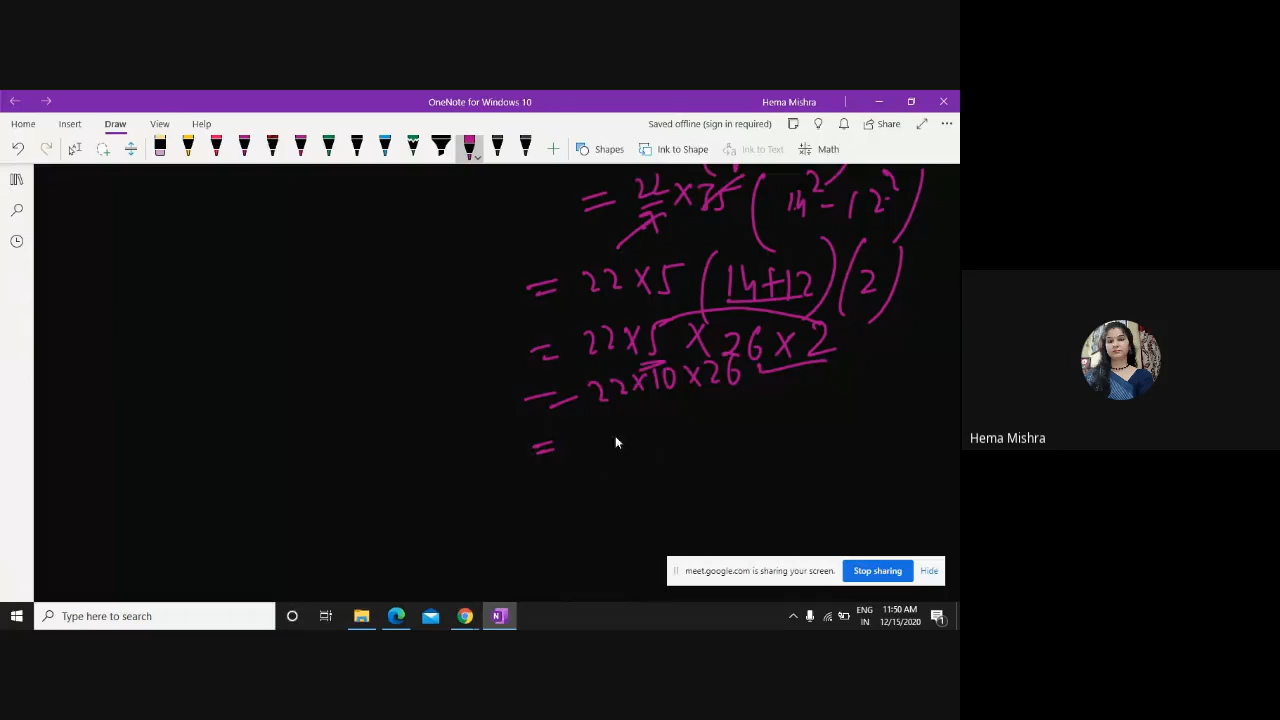 OneNote for Windows 10
Hema Mishra
Home Insert Draw View Help
Saved offline (sign in required)
Share
Shapes Ink to Shape Ink to Text Math
= 22/7 × 35 (14² - 12²)
= 22 × 5 (14+12) (2)
= 22 × 5 × 26 × 2
= 22 × 10 × 26
=
Hema Mishra
meet.google.com is sharing your screen. Stop sharing Hide
Type here to search
ENG 11:50 AM
IN 12/15/2020
1